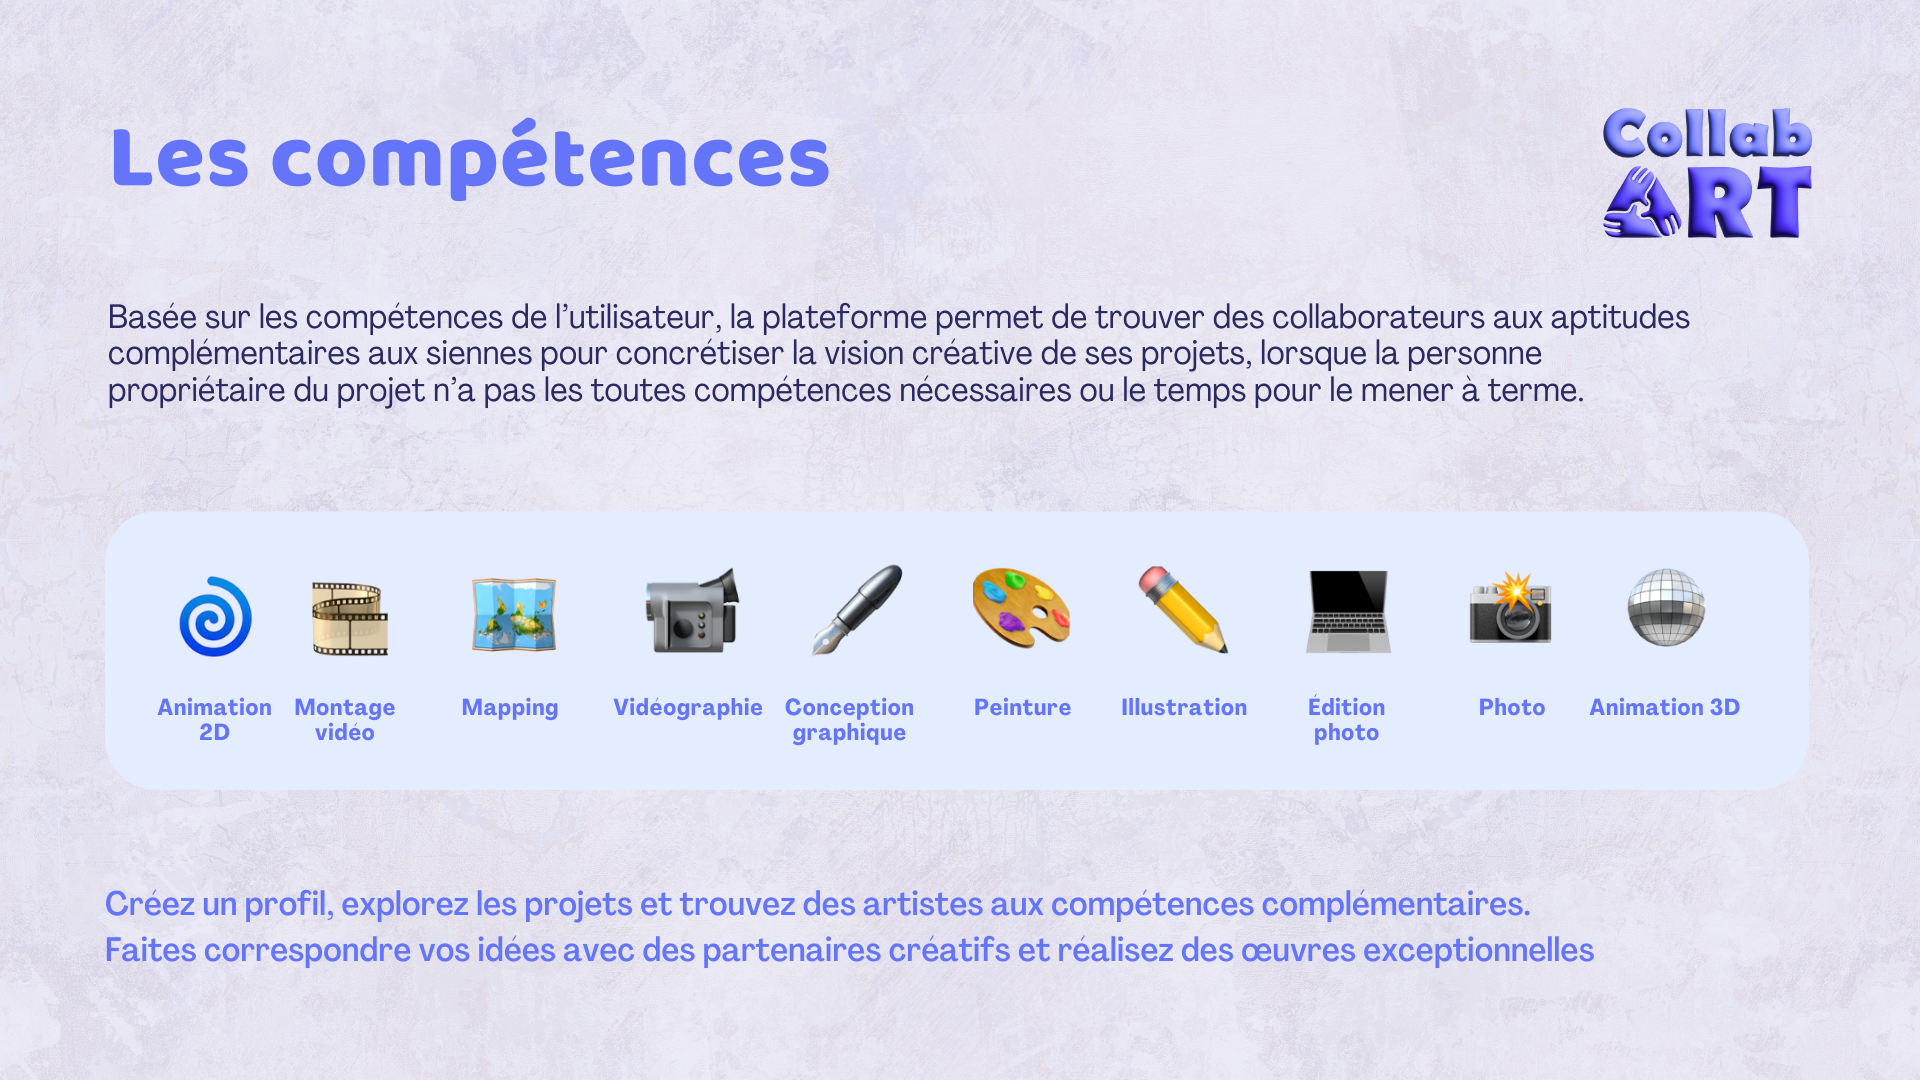 Les compétences
Collab
ART
Basée sur les compétences de l’utilisateur, la plateforme permet de trouver des collaborateurs aux aptitudes
complémentaires aux siennes pour concrétiser la vision créative de ses projets, lorsque la personne
propriétaire du projet n’a pas les toutes compétences nécessaires ou le temps pour le mener à terme.
Animation
2D
Montage
vidéo
Mapping
Vidéographie
Conception
graphique
Peinture
Illustration
Édition
photo
Photo
Animation 3D
Créez un profil, explorez les projets et trouvez des artistes aux compétences complémentaires.
Faites correspondre vos idées avec des partenaires créatifs et réalisez des œuvres exceptionnelles